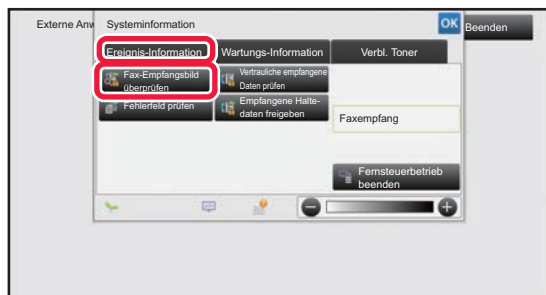 Externe Anw
Systeminformation
OK
Beenden
Ereignis-Information
Wartungs-Information
Verbl. Toner
Fax-Empfangsbild
überprüfen
Vertrauliche empfangene
Daten prüfen
Fehlerfeld prüfen
Empfangene Halte-
daten freigeben
Faxempfang
Fernsteuerbetrieb
beenden